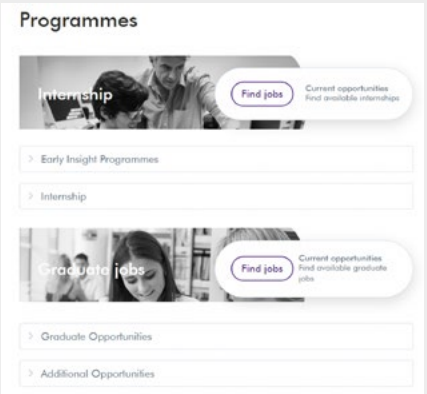 Programmes
Internship
Find jobs
Current opportunities
Find available internships
Early Insight Programmes
Internship
Graduate jobs
Find jobs
Current opportunities
Find available graduate
jobs
Graduate Opportunities
Additional Opportunities